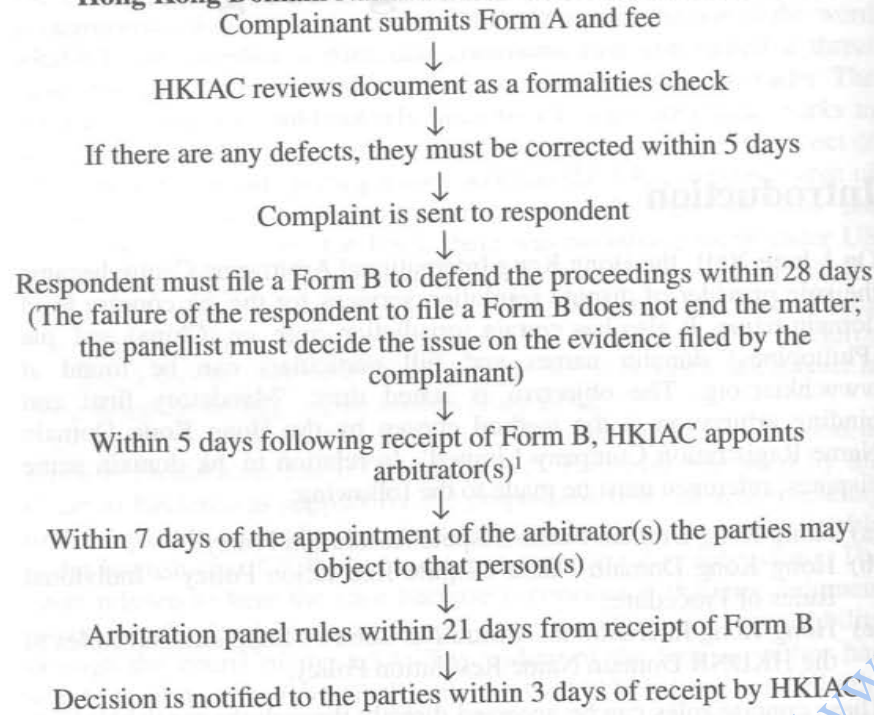 Complainant submits Form A and fee
↓
HKIAC reviews document as a formalities check
↓
If there are any defects, they must be corrected within 5 days
↓
Complaint is sent to respondent
↓
Respondent must file a Form B to defend the proceedings within 28 days
(The failure of the respondent to file a Form B does not end the matter;
the panellist must decide the issue on the evidence filed by the
complainant)
↓
Within 5 days following receipt of Form B, HKIAC appoints
arbitrator(s)¹
↓
Within 7 days of the appointment of the arbitrator(s) the parties may
object to that person(s)
↓
Arbitration panel rules within 21 days from receipt of Form B
↓
Decision is notified to the parties within 3 days of receipt by HKIAC